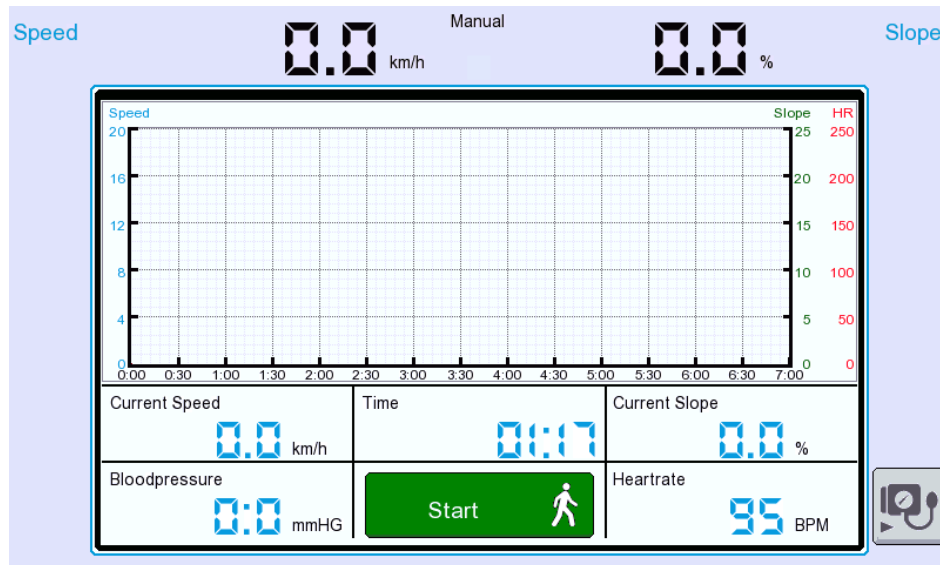 Manual
Speed 0.0 km/h 0.0 % Slope
Speed Slope HR
20 25 250
16 20 200
12 15 150
8 10 100
4 5 50
0 0 0
0:00 0:30 1:00 1:30 2:00 2:30 3:00 3:30 4:00 4:30 5:00 5:30 6:00 6:30 7:00
Current Speed Time Current Slope
0.0 km/h 01:17 0.0 %
Bloodpressure Start Heartrate
0:0 mmHG 95 BPM